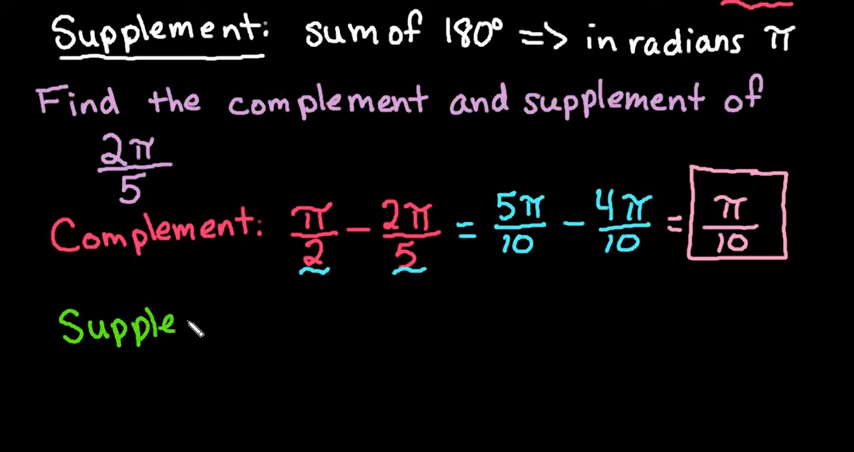 Supplement: sum of 180° => in radians π
Find the complement and supplement of
2π/5
Complement: π/2 - 2π/5 = 5π/10 - 4π/10 = π/10
Supple